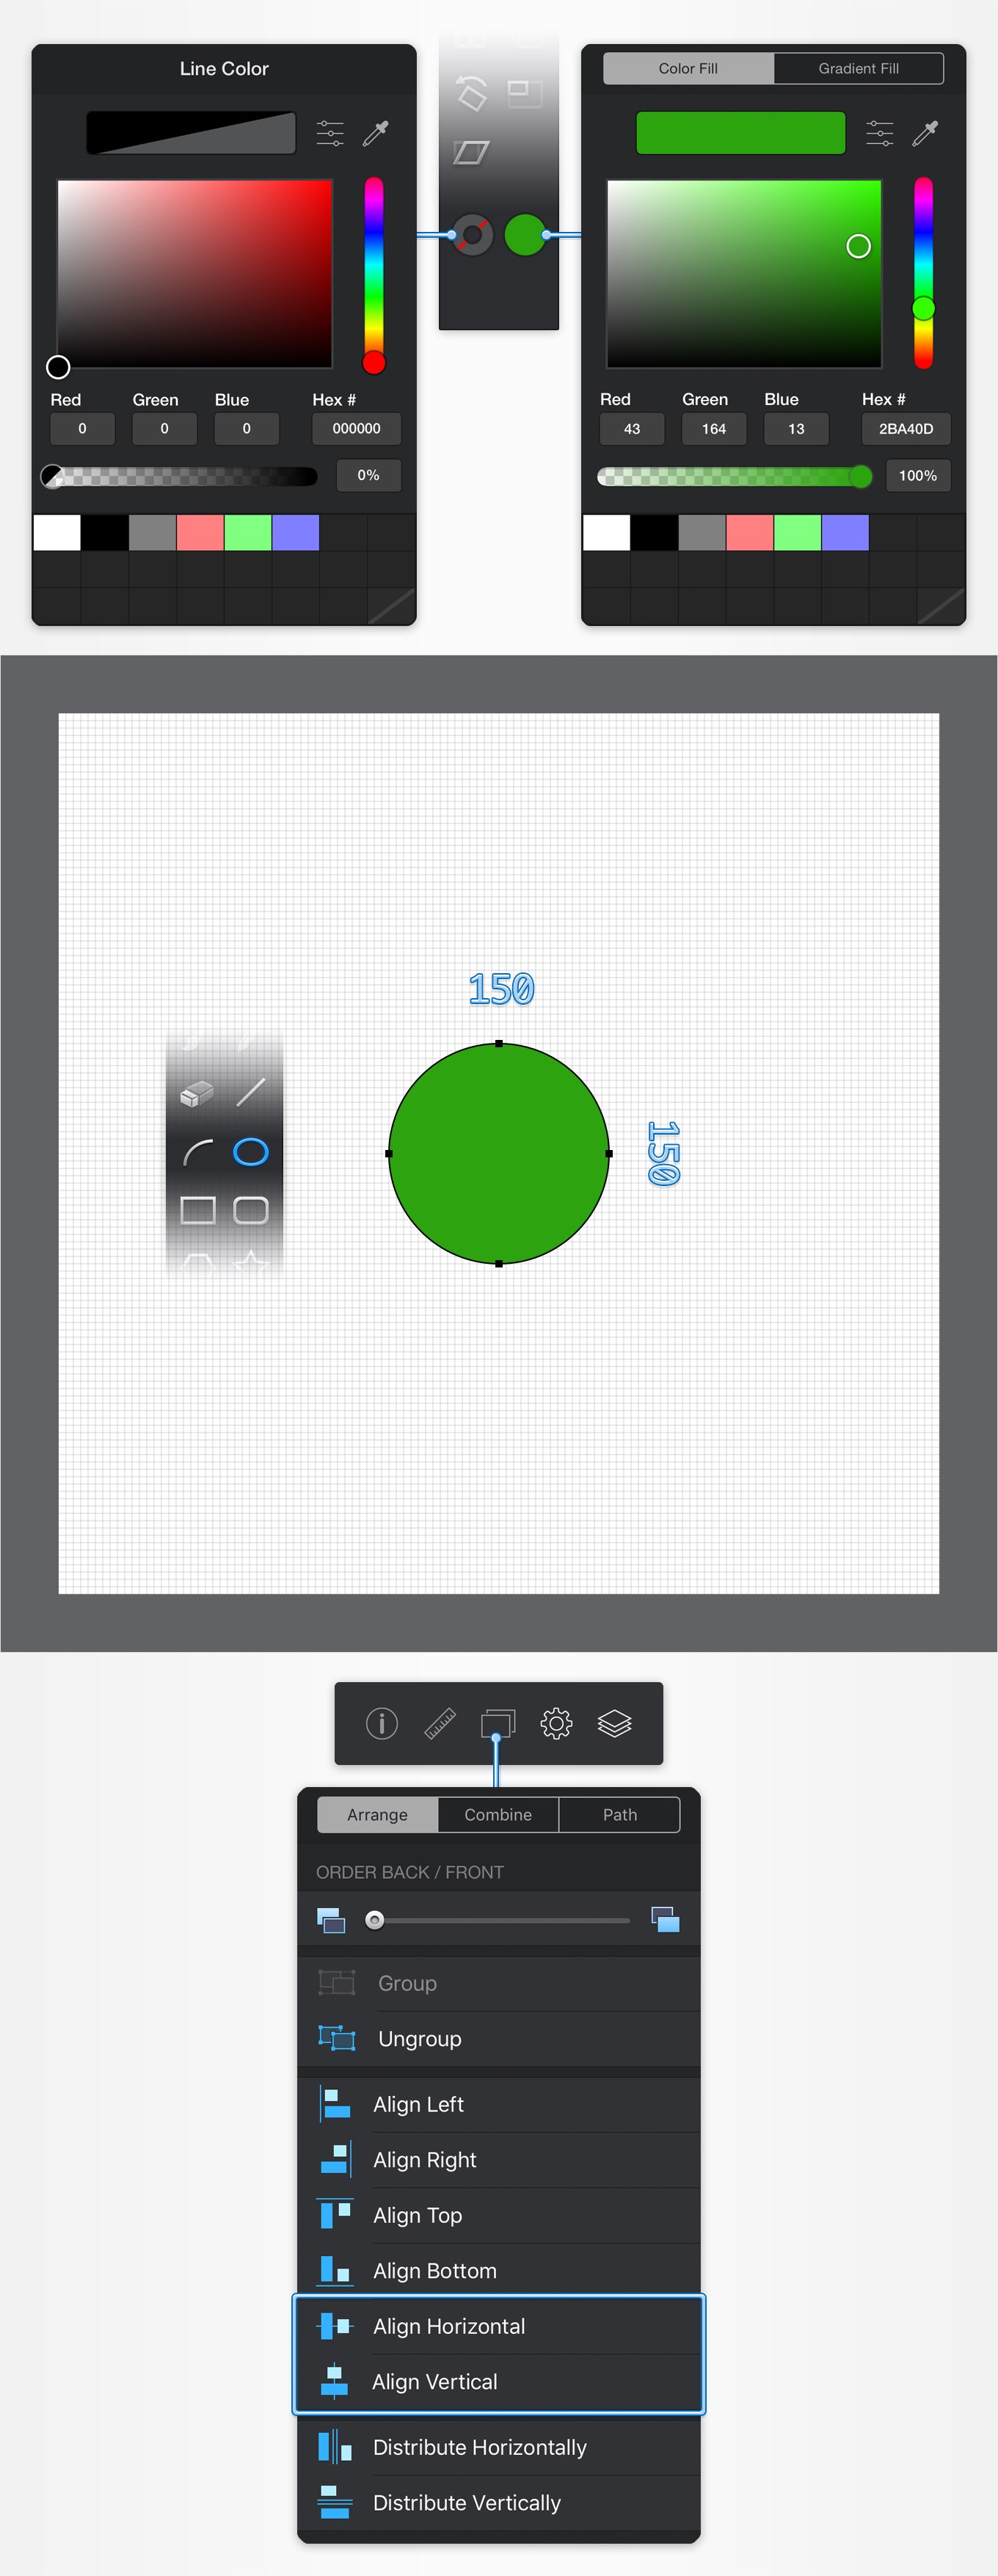 Line Color
Color Fill Gradient Fill
Red Green Blue Hex #
0 0 0 000000
0%
Red Green Blue Hex #
43 164 13 2BA40D
100%
150
150
i
Arrange Combine Path
ORDER BACK / FRONT
Group
Ungroup
Align Left
Align Right
Align Top
Align Bottom
Align Horizontal
Align Vertical
Distribute Horizontally
Distribute Vertically